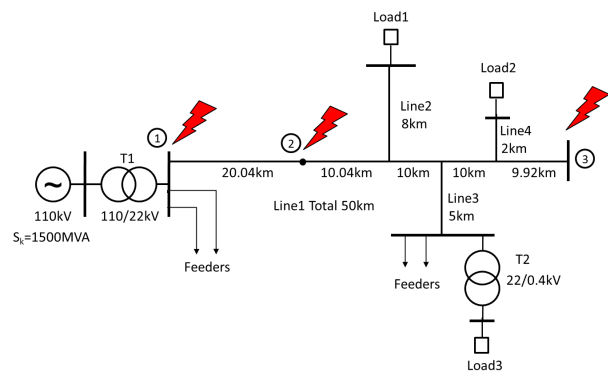 Load1
Load2
Line2
8km
Line4
2km
1
2
3
T1
20.04km
10.04km
10km
10km
9.92km
110kV
110/22kV
Line1 Total 50km
Line3
5km
S_k=1500MVA
Feeders
Feeders
T2
22/0.4kV
Load3